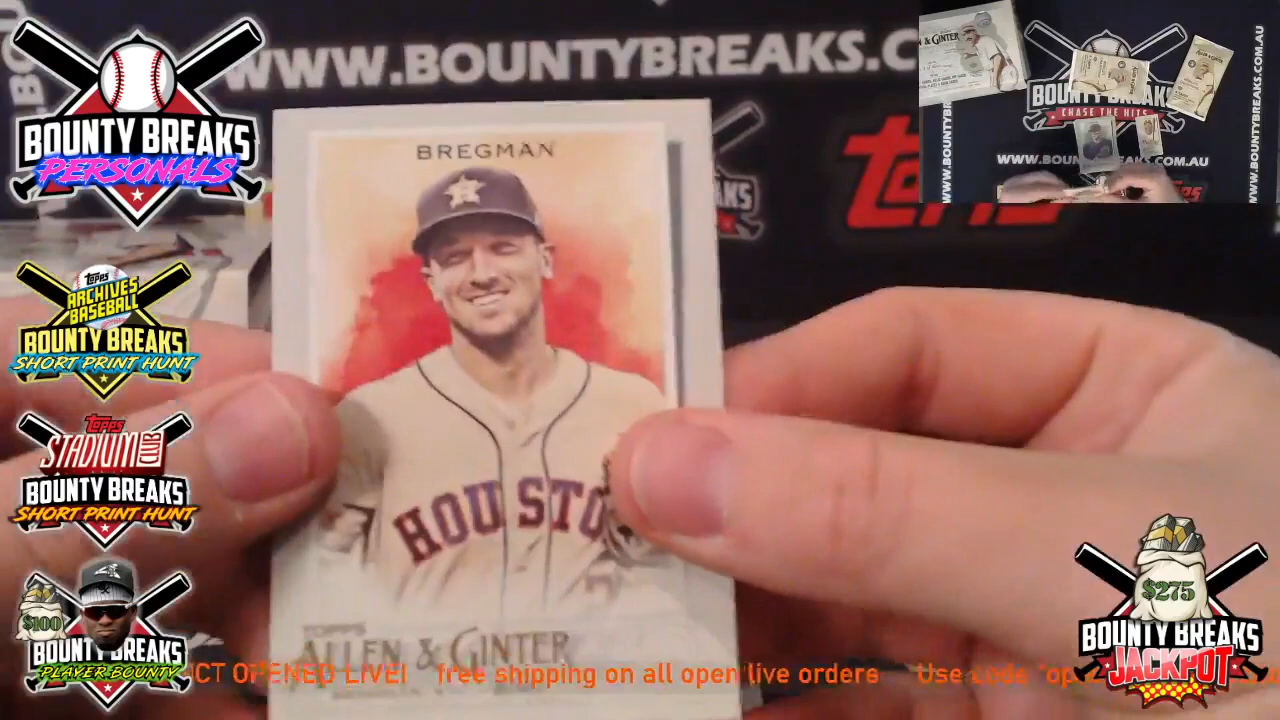 WWW.BOUNTYBREAKS.C
BOUNTY BREAKS
PERSONALS
& GINTER
BOUNTY BREAKS
CHASE THE HITS
WWW.BOUNTYBREAKS.COM.AU
BREGMAN
HOUSTO
TOPPS
ALLEN & GINTER
TOPPS
ARCHIVES
BASEBALL
BOUNTY BREAKS
SHORT PRINT HUNT
TOPPS
STADIUM CLUB
BOUNTY BREAKS
SHORT PRINT HUNT
$100
BOUNTY BREAKS
PLAYER BOUNTY
$275
BOUNTY BREAKS
JACKPOT
CT OPENED LIVE! free shipping on all open live orders Use code "op